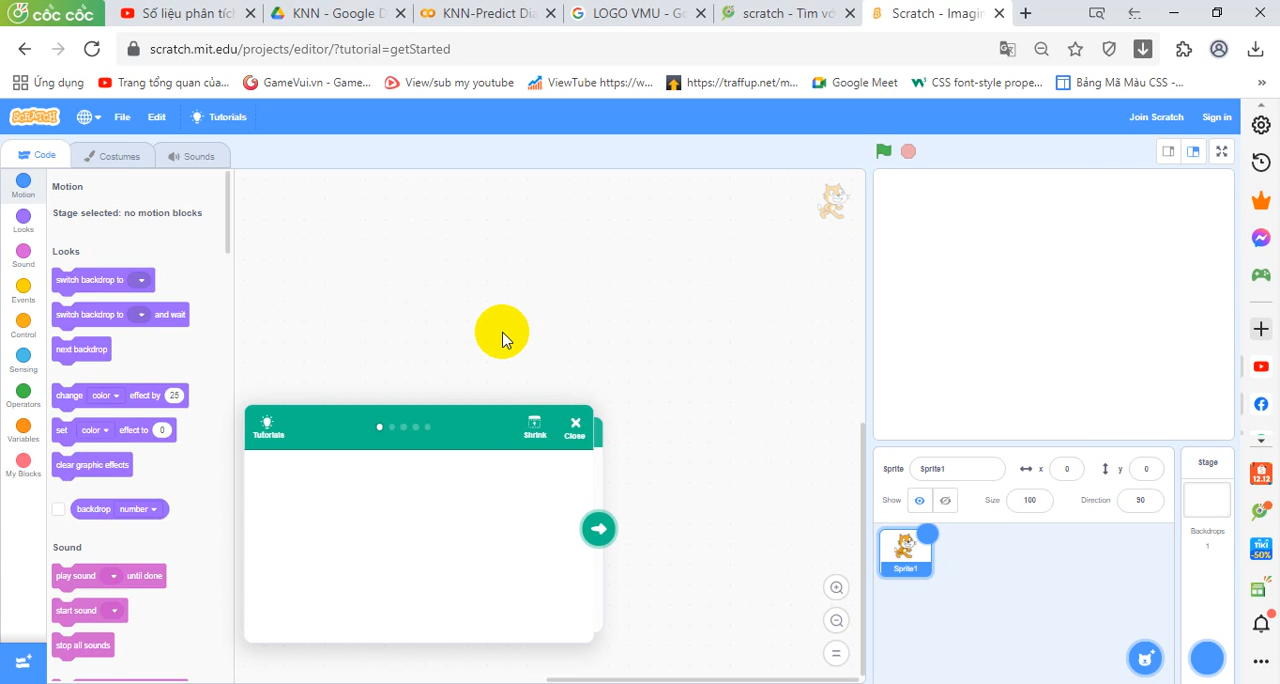 cốc cốc
Số liệu phân tích
KNN - Google D
KNN-Predict Dia
LOGO VMU - Go
scratch - Tìm vớ
Scratch - Imagin
scratch.mit.edu/projects/editor/?tutorial=getStarted
Ứng dụng
Trang tổng quan của...
GameVui.vn - Game...
View/sub my youtube
ViewTube https://w...
https://traffup.net/m...
Google Meet
CSS font-style prope...
Bảng Mã Màu CSS -...
»
SCRATCH
File
Edit
Tutorials
Join Scratch
Sign in
Code
Costumes
Sounds
Motion
Looks
Sound
Events
Control
Sensing
Operators
Variables
My Blocks
Motion
Stage selected: no motion blocks
Looks
switch backdrop to
switch backdrop to and wait
next backdrop
change color effect by 25
set color effect to 0
clear graphic effects
backdrop number
Sound
play sound until done
start sound
stop all sounds
Tutorials
Shrink
Close
Sprite Sprite1 x 0 y 0
Show Size 100 Direction 90
Sprite1
Stage
Backdrops
1
12.12
TIKI
-50%